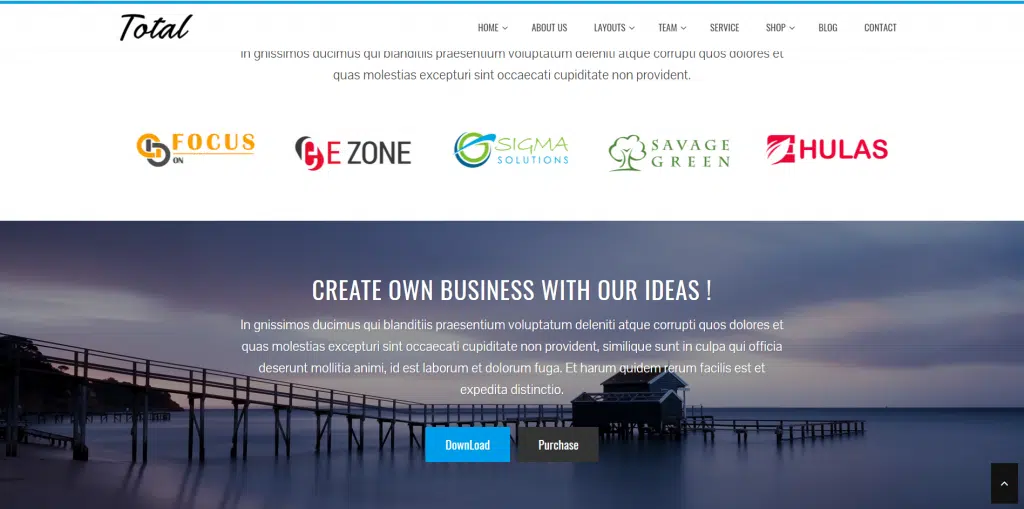 Total
HOME ABOUT US LAYOUTS TEAM SERVICE SHOP BLOG CONTACT
In gnissimos ducimus qui blanditiis praesentium voluptatum deleniti atque corrupti quos dolores et
quas molestias excepturi sint occaecati cupiditate non provident.
FOCUS
ON
E ZONE
SIGMA
SOLUTIONS
SAVAGE
GREEN
HULAS
CREATE OWN BUSINESS WITH OUR IDEAS !
In gnissimos ducimus qui blanditiis praesentium voluptatum deleniti atque corrupti quos dolores et
quas molestias excepturi sint occaecati cupiditate non provident, similique sunt in culpa qui officia
deserunt mollitia animi, id est laborum et dolorum fuga. Et harum quidem rerum facilis est et
expedita distinctio.
DownLoad Purchase